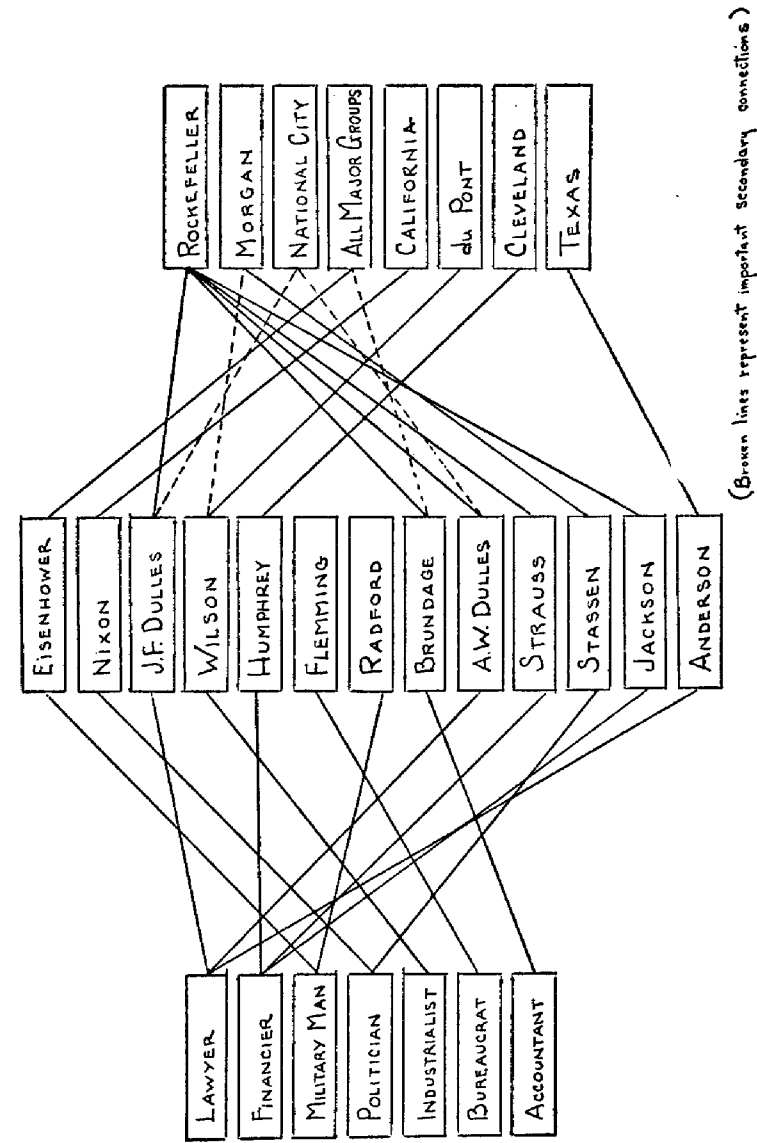 ROCKEFELLER
MORGAN
NATIONAL CITY
ALL MAJOR GROUPS
CALIFORNIA
du PONT
CLEVELAND
TEXAS
EISENHOWER
NIXON
J.F. DULLES
WILSON
HUMPHREY
FLEMMING
RADFORD
BRUNDAGE
A.W. DULLES
STRAUSS
STASSEN
JACKSON
ANDERSON
LAWYER
FINANCIER
MILITARY MAN
POLITICIAN
INDUSTRIALIST
BUREAUCRAT
ACCOUNTANT
(Broken lines represent important secondary connections)